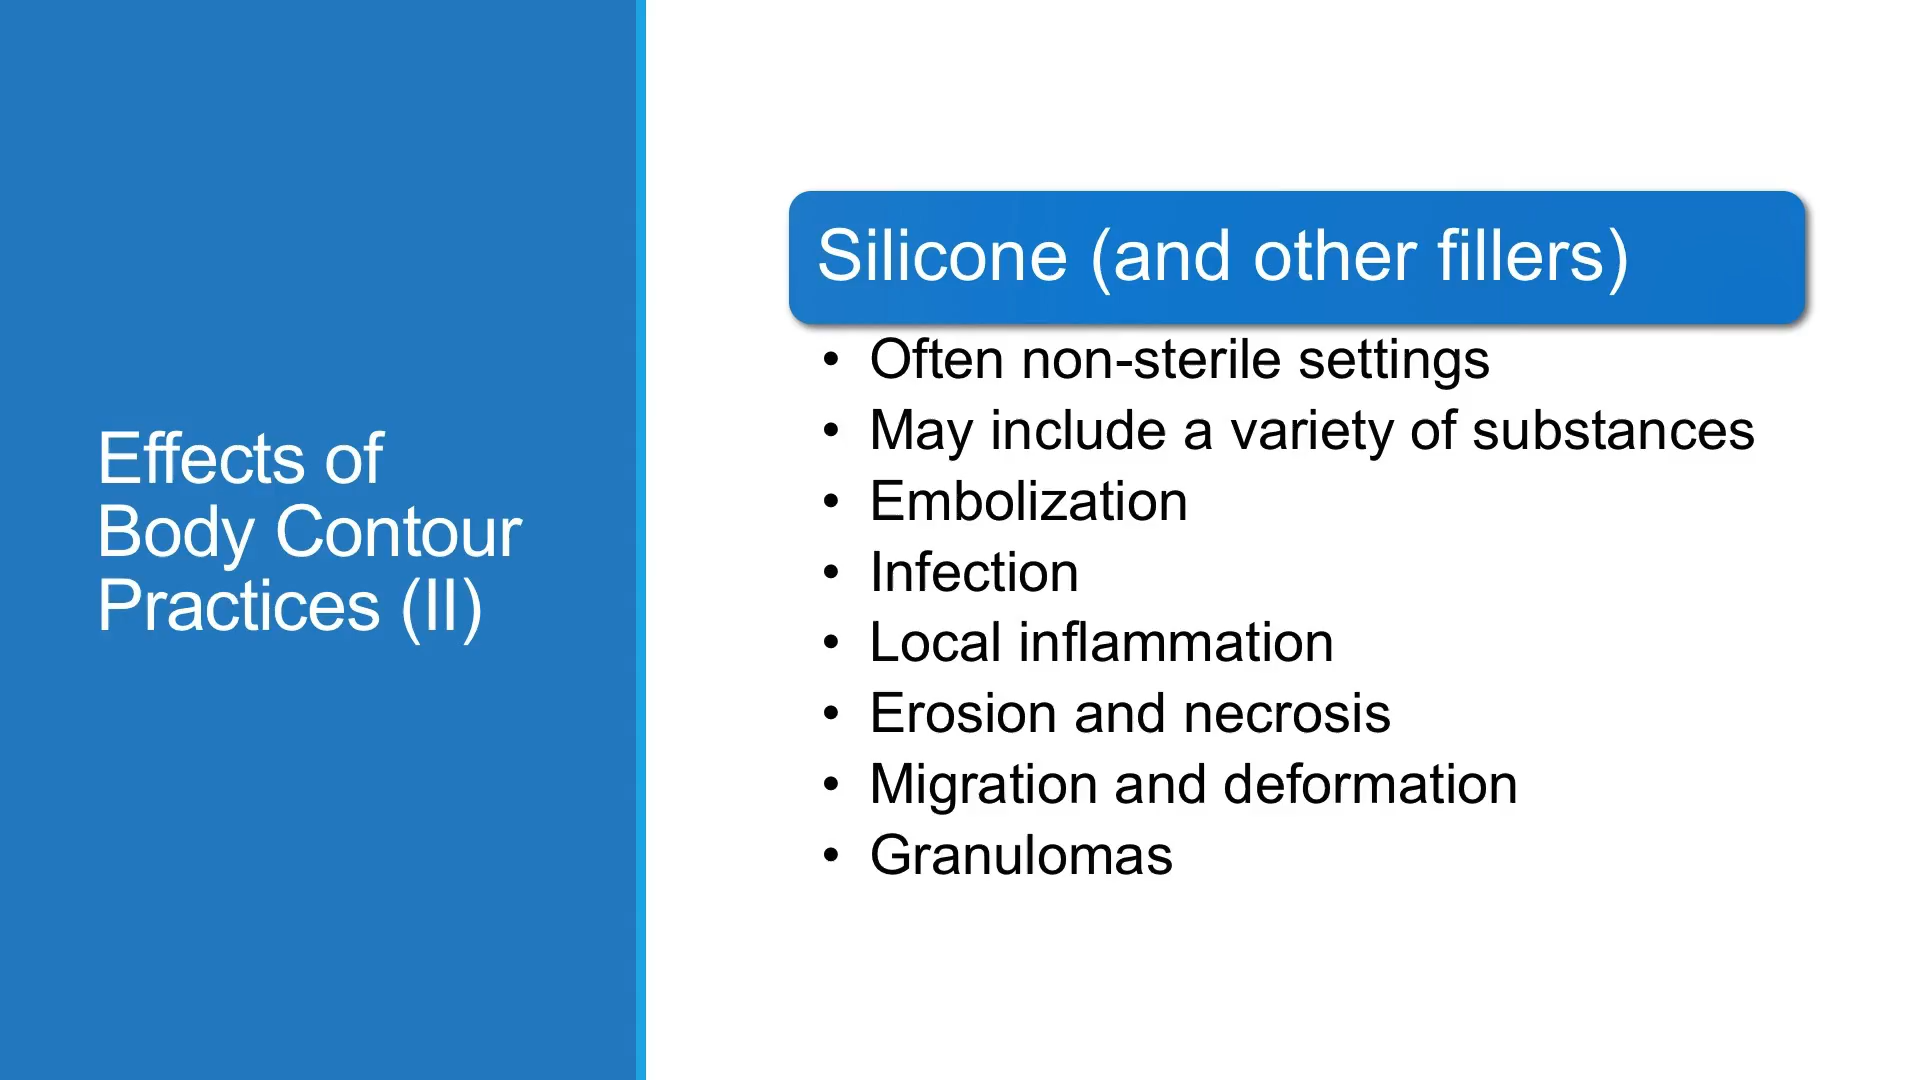 Effects of
Body Contour
Practices (II)
Silicone (and other fillers)
• Often non-sterile settings
• May include a variety of substances
• Embolization
• Infection
• Local inflammation
• Erosion and necrosis
• Migration and deformation
• Granulomas